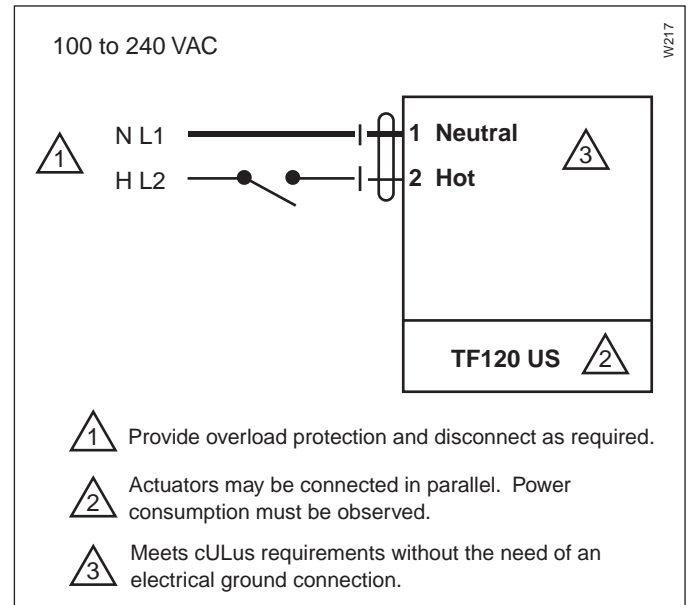 100 to 240 VAC
W217
N L1
1 Neutral
1
3
H L2
2 Hot
TF120 US
2
1 Provide overload protection and disconnect as required.
2 Actuators may be connected in parallel. Power
consumption must be observed.
3 Meets cULus requirements without the need of an
electrical ground connection.